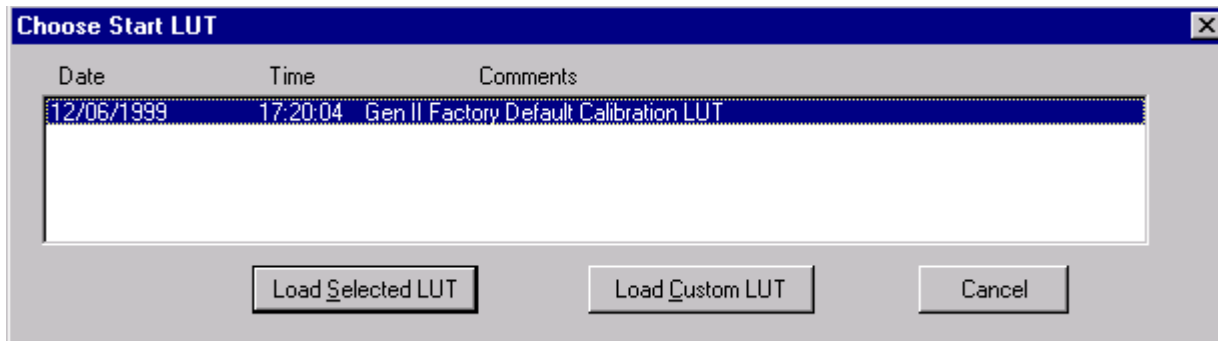 Choose Start LUT
Date Time Comments
12/06/1999 17:20:04 Gen II Factory Default Calibration LUT
Load Selected LUT Load Custom LUT Cancel